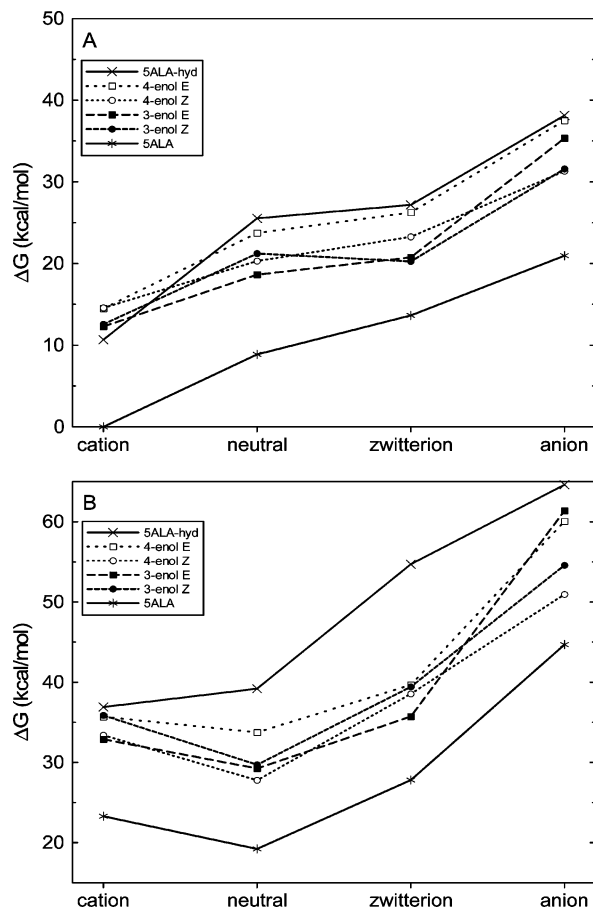 A
50
40
30
20
10
0
ΔG (kcal/mol)
5ALA-hyd
4-enol E
4-enol Z
3-enol E
3-enol Z
5ALA
cation neutral zwitterion anion
B
60
50
40
30
20
ΔG (kcal/mol)
5ALA-hyd
4-enol E
4-enol Z
3-enol E
3-enol Z
5ALA
cation neutral zwitterion anion